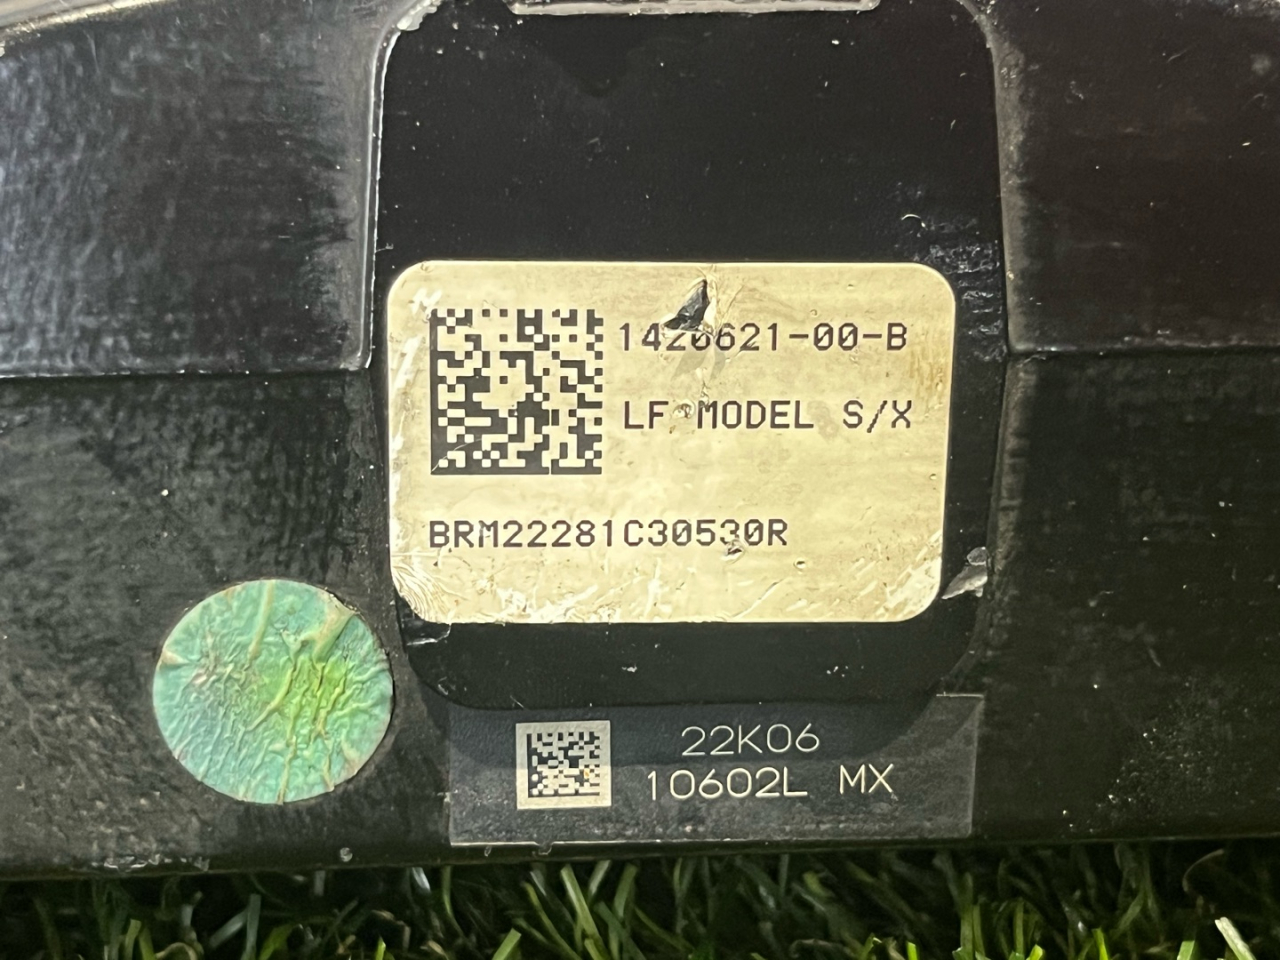 1420621-00-B
LF MODEL S/X
BRM22281C30530R
22K06
10602L MX